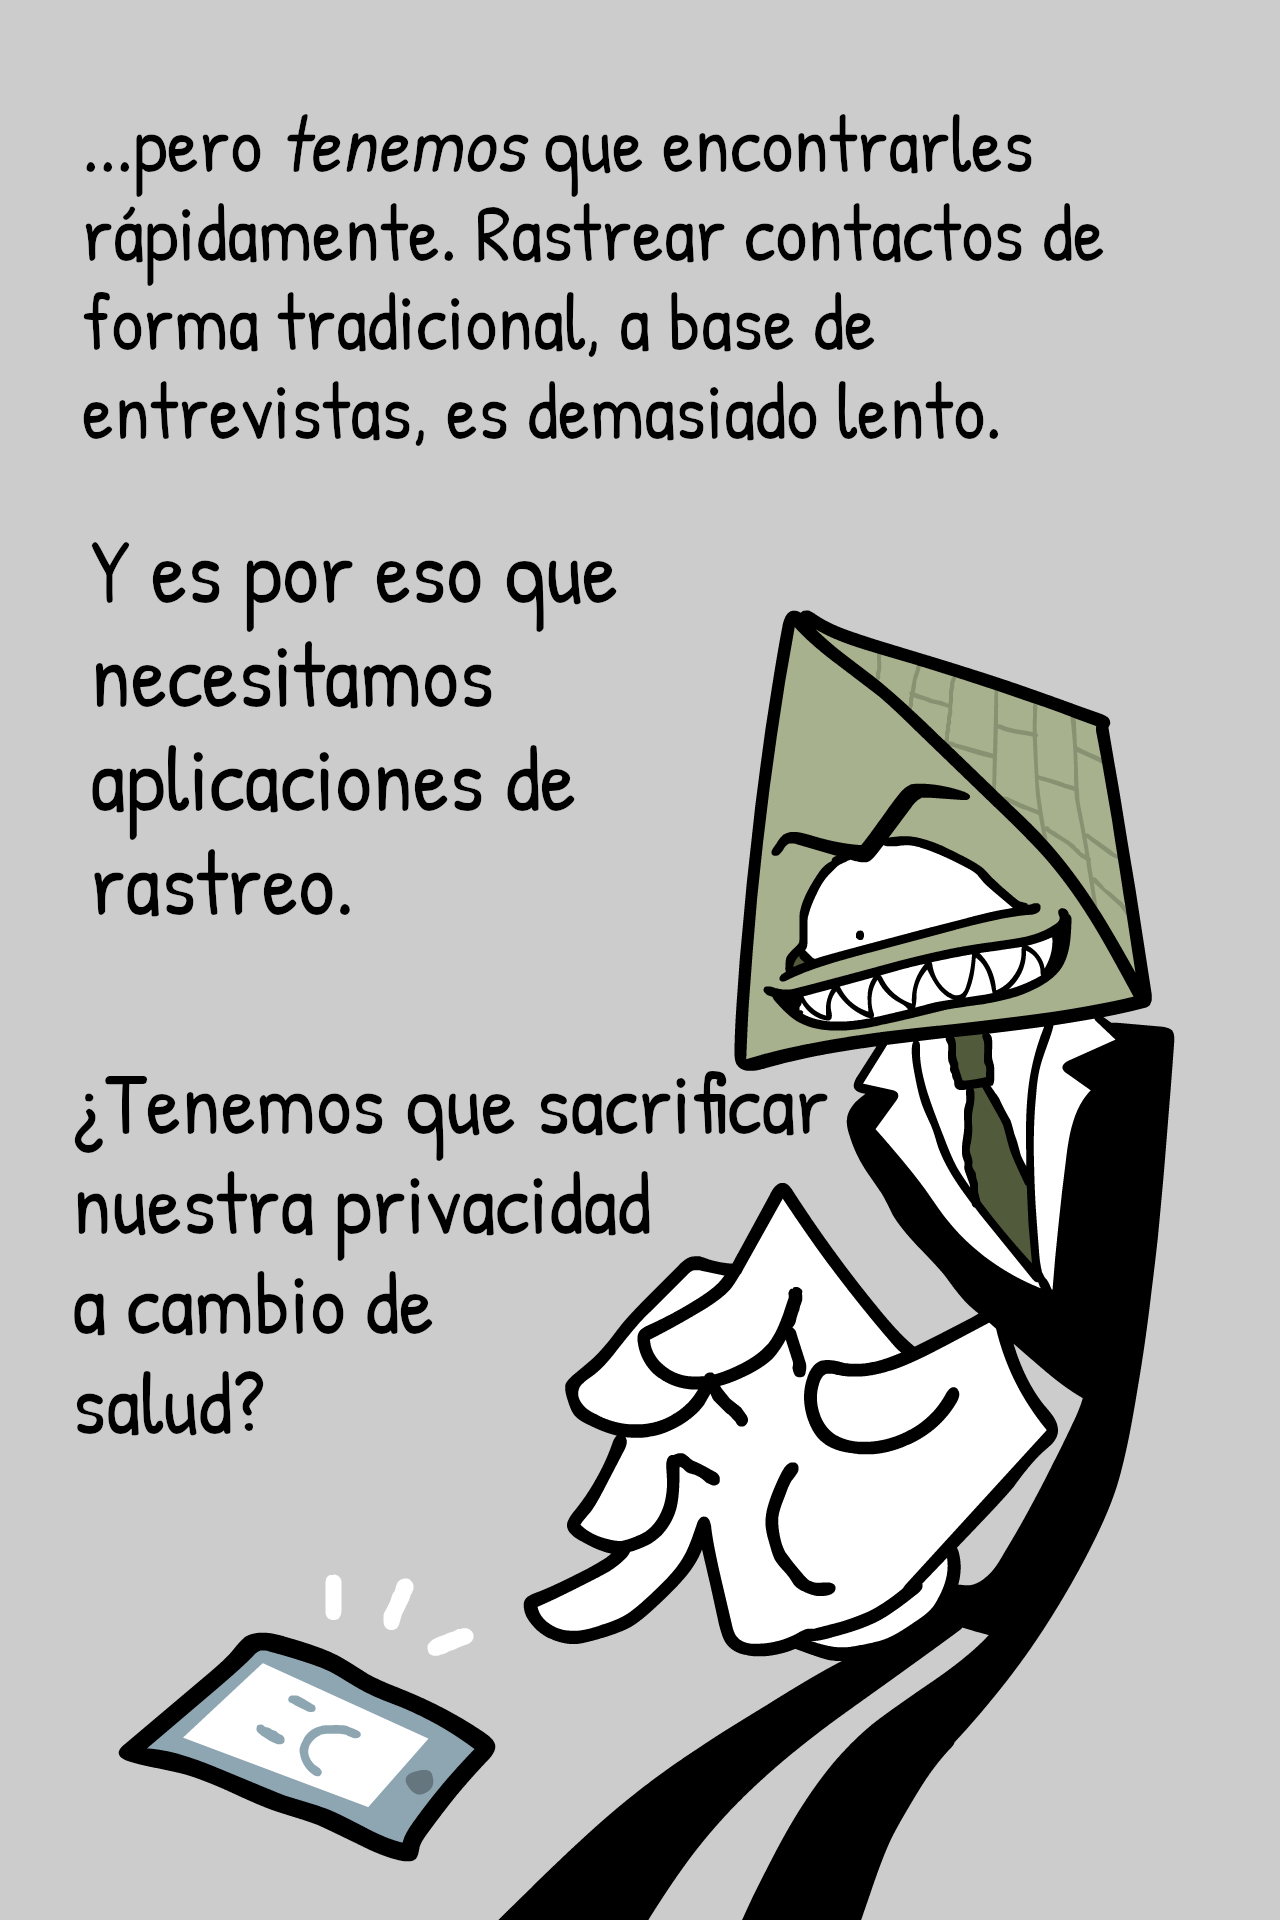 ...pero tenemos que encontrarles
rápidamente. Rastrear contactos de
forma tradicional, a base de
entrevistas, es demasiado lento.
Y es por eso que
necesitamos
aplicaciones de
rastreo.
¿Tenemos que sacrificar
nuestra privacidad
a cambio de
salud?